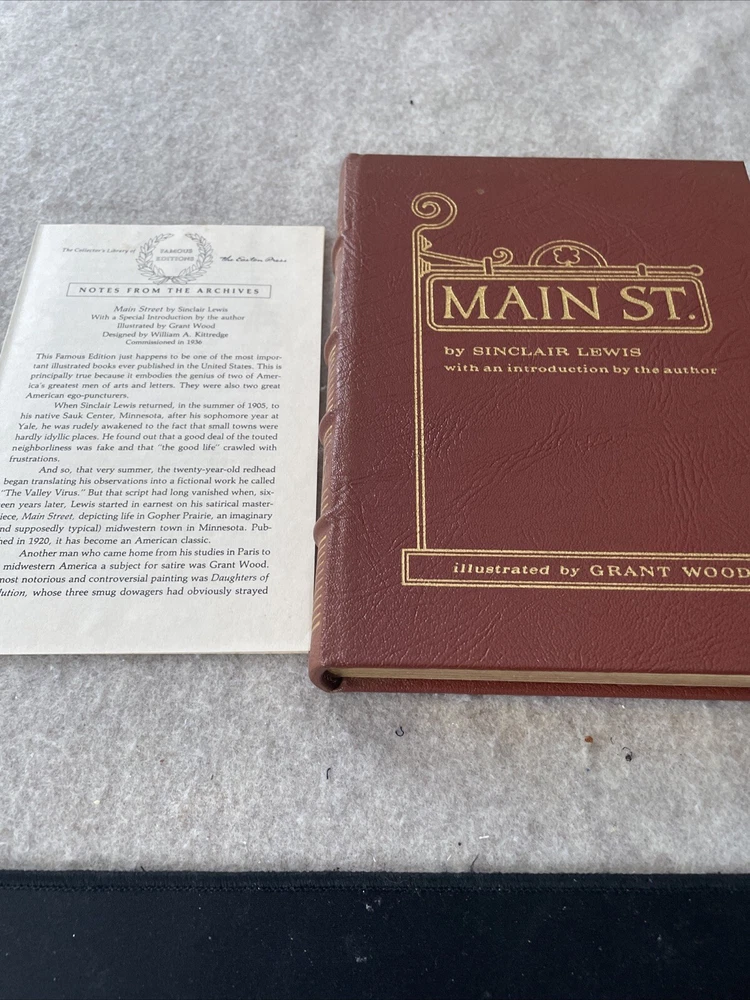 The Collector's Library of
FAMOUS
EDITIONS
The Easton Press
NOTES FROM THE ARCHIVES
Main Street by Sinclair Lewis
With a Special Introduction by the author
Illustrated by Grant Wood
Designed by William A. Kittredge
Commissioned in 1936
This Famous Edition just happens to be one of the most impor-
tant illustrated books ever published in the United States. This is
principally true because it embodies the genius of two of Amer-
ica's greatest men of arts and letters. They were also two great
American ego-puncturers.
When Sinclair Lewis returned, in the summer of 1905, to
his native Sauk Center, Minnesota, after his sophomore year at
Yale, he was rudely awakened to the fact that small towns were
hardly idyllic places. He found out that a good deal of the touted
neighborliness was fake and that "the good life" crawled with
frustrations.
And so, that very summer, the twenty-year-old redhead
began translating his observations into a fictional work he called
"The Valley Virus." But that script had long vanished when, six-
een years later, Lewis started in earnest on his satirical master-
iece, Main Street, depicting life in Gopher Prairie, an imaginary
nd supposedly typical) midwestern town in Minnesota. Pub-
hed in 1920, it has become an American classic.
Another man who came home from his studies in Paris to
midwestern America a subject for satire was Grant Wood.
most notorious and controversial painting was Daughters of
lution, whose three smug dowagers had obviously strayed
MAIN ST.
by SINCLAIR LEWIS
with an introduction by the author
illustrated by GRANT WOOD